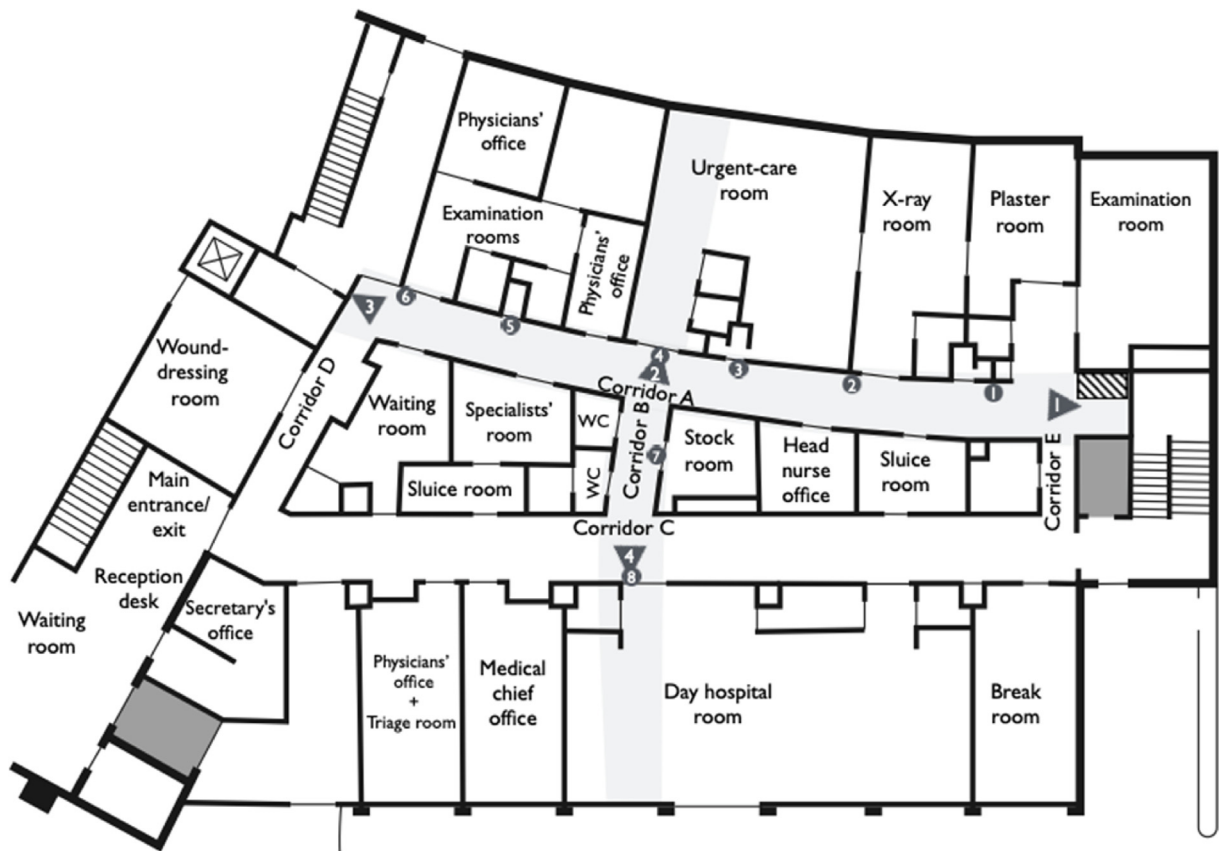 Physicians'
office
Urgent-care
room
X-ray
room
Plaster
room
Examination
room
Examination
rooms
Physicians'
office
3
6
5
4
2
3
2
1
1
Wound-
dressing
room
Corridor D
Corridor A
Corridor B
Waiting
room
Specialists'
room
WC
7
Stock
room
Head
nurse
office
Sluice
room
Corridor E
WC
Sluice room
Main
entrance/
exit
Corridor C
4
8
Reception
desk
Waiting
room
Secretary's
office
Physicians'
office
+
Triage room
Medical
chief
office
Day hospital
room
Break
room